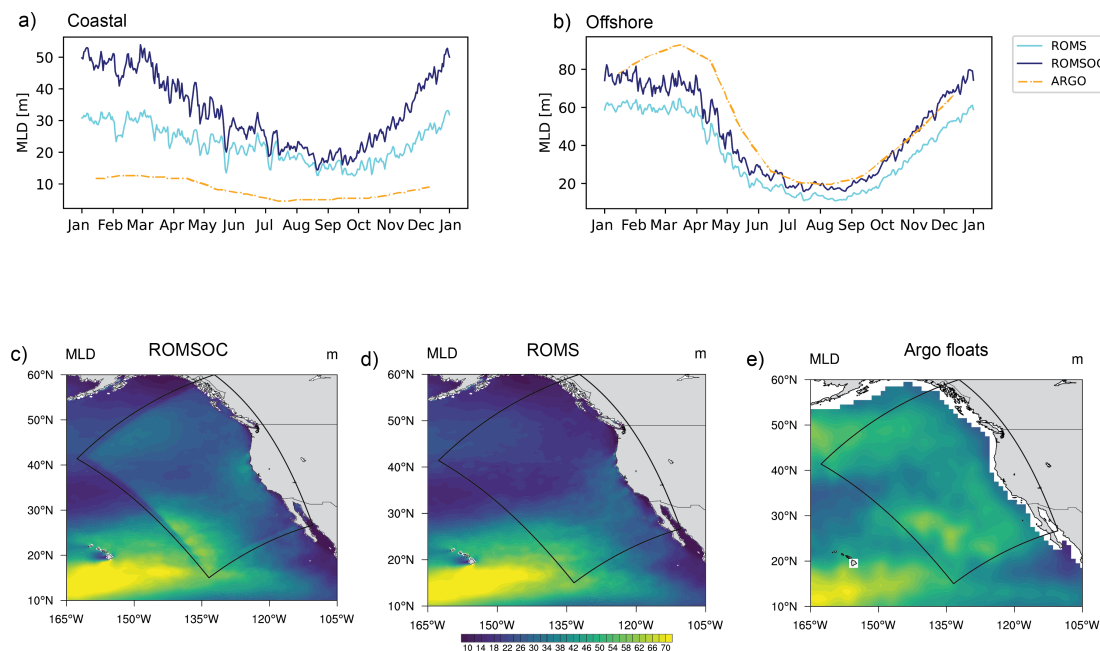 a) Coastal
MLD [m]
50
40
30
20
10
Jan Feb Mar Apr May Jun Jul Aug Sep Oct Nov Dec Jan
b) Offshore
MLD [m]
80
60
40
20
Jan Feb Mar Apr May Jun Jul Aug Sep Oct Nov Dec Jan
ROMS
ROMSOC
ARGO
c) MLD ROMSOC m
60°N
50°N
40°N
30°N
20°N
10°N
165°W 150°W 135°W 120°W 105°W
d) MLD ROMS m
60°N
50°N
40°N
30°N
20°N
10°N
165°W 150°W 135°W 120°W 105°W
10 14 18 22 26 30 34 38 42 46 50 54 58 62 66 70
e) MLD Argo floats m
60°N
50°N
40°N
30°N
20°N
10°N
165°W 150°W 135°W 120°W 105°W